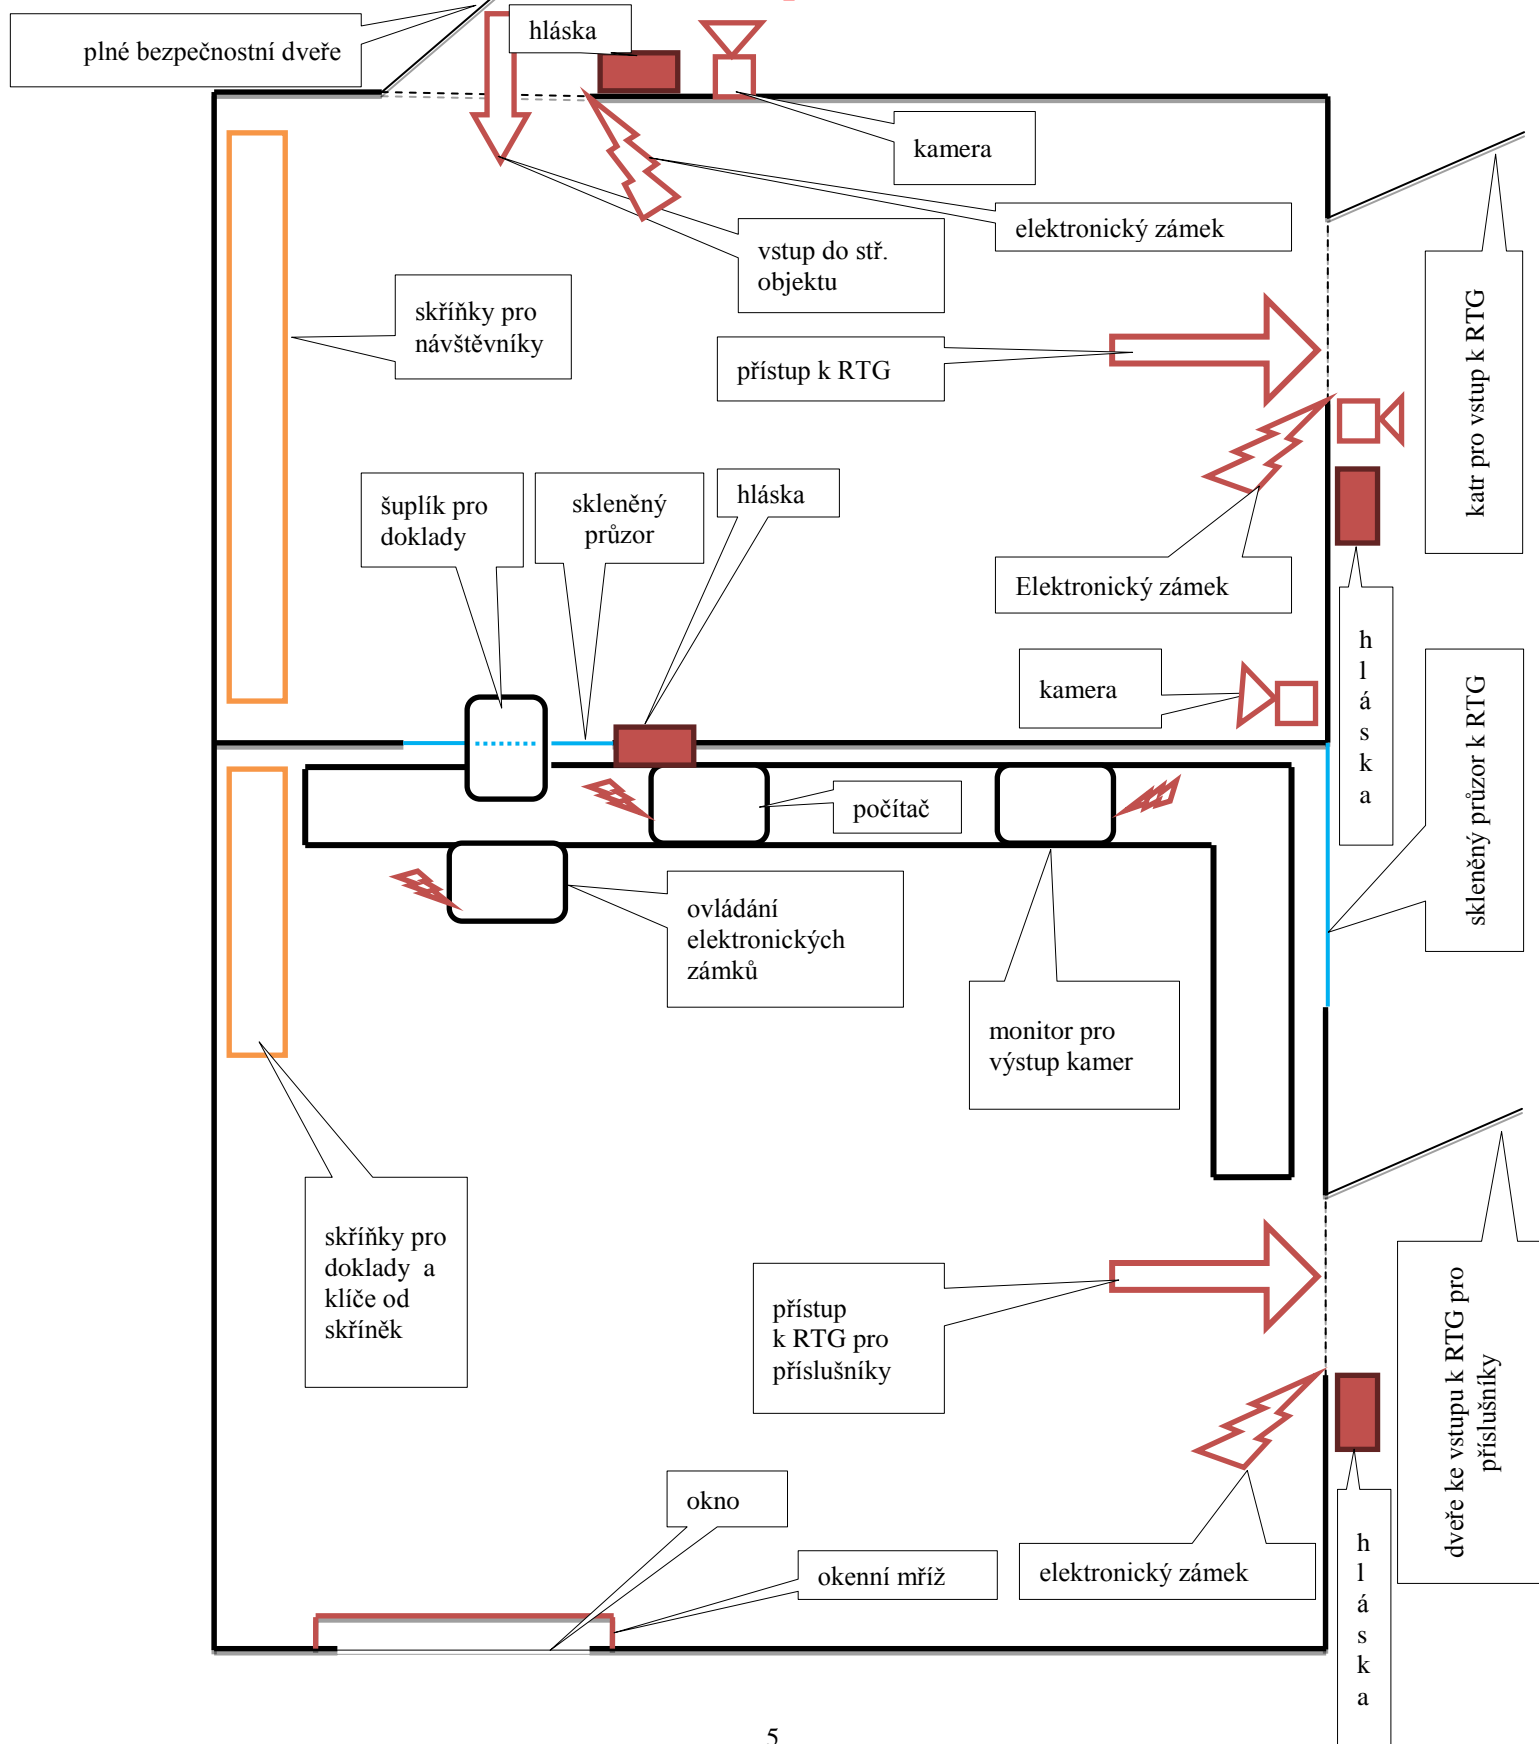 plné bezpečnostní dveře
hláska
kamera
elektronický zámek
vstup do stř.
objektu
skříňky pro
návštěvníky
přístup k RTG
katr pro vstup k RTG
šuplík pro
doklady
skleněný
průzor
hláska
Elektronický zámek
h
l
á
s
k
a
kamera
skleněný průzor k RTG
počítač
ovládání
elektronických
zámků
monitor pro
výstup kamer
skříňky pro
doklady a
klíče od
skříněk
přístup
k RTG pro
příslušníky
dveře ke vstupu k RTG pro
příslušníky
okno
okenní mříž
elektronický zámek
h
l
á
s
k
a
5